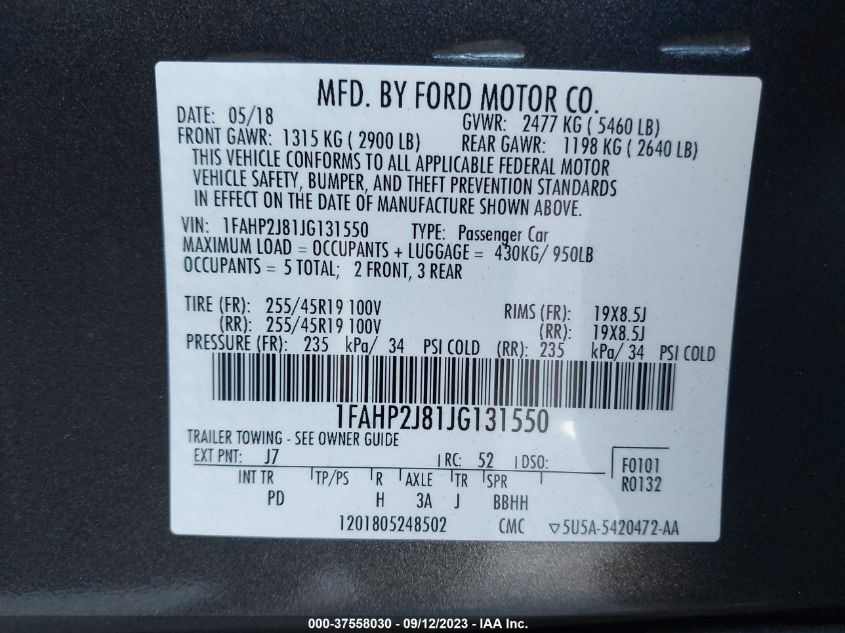 MFD. BY FORD MOTOR CO.
DATE: 05/18 GVWR: 2477 KG ( 5460 LB)
FRONT GAWR: 1315 KG ( 2900 LB) REAR GAWR: 1198 KG ( 2640 LB)
THIS VEHICLE CONFORMS TO ALL APPLICABLE FEDERAL MOTOR
VEHICLE SAFETY, BUMPER, AND THEFT PREVENTION STANDARDS
IN EFFECT ON THE DATE OF MANUFACTURE SHOWN ABOVE.
VIN: 1FAHP2J81JG131550 TYPE: Passenger Car
MAXIMUM LOAD = OCCUPANTS + LUGGAGE = 430KG/ 950LB
OCCUPANTS = 5 TOTAL; 2 FRONT, 3 REAR
TIRE (FR): 255/45R19 100V RIMS (FR): 19X8.5J
(RR): 255/45R19 100V (RR): 19X8.5J
PRESSURE (FR): 235 kPa/ 34 PSI COLD (RR): 235 kPa/ 34 PSI COLD
1FAHP2J81JG131550
TRAILER TOWING - SEE OWNER GUIDE
EXT PNT: J7 RC: 52 DSO: F0101
INT TR TP/PS R AXLE TR SPR R0132
PD H 3A J BBHH
1201805248502 CMC ▽5U5A-5420472-AA
000-37558030 - 09/12/2023 - IAA Inc.